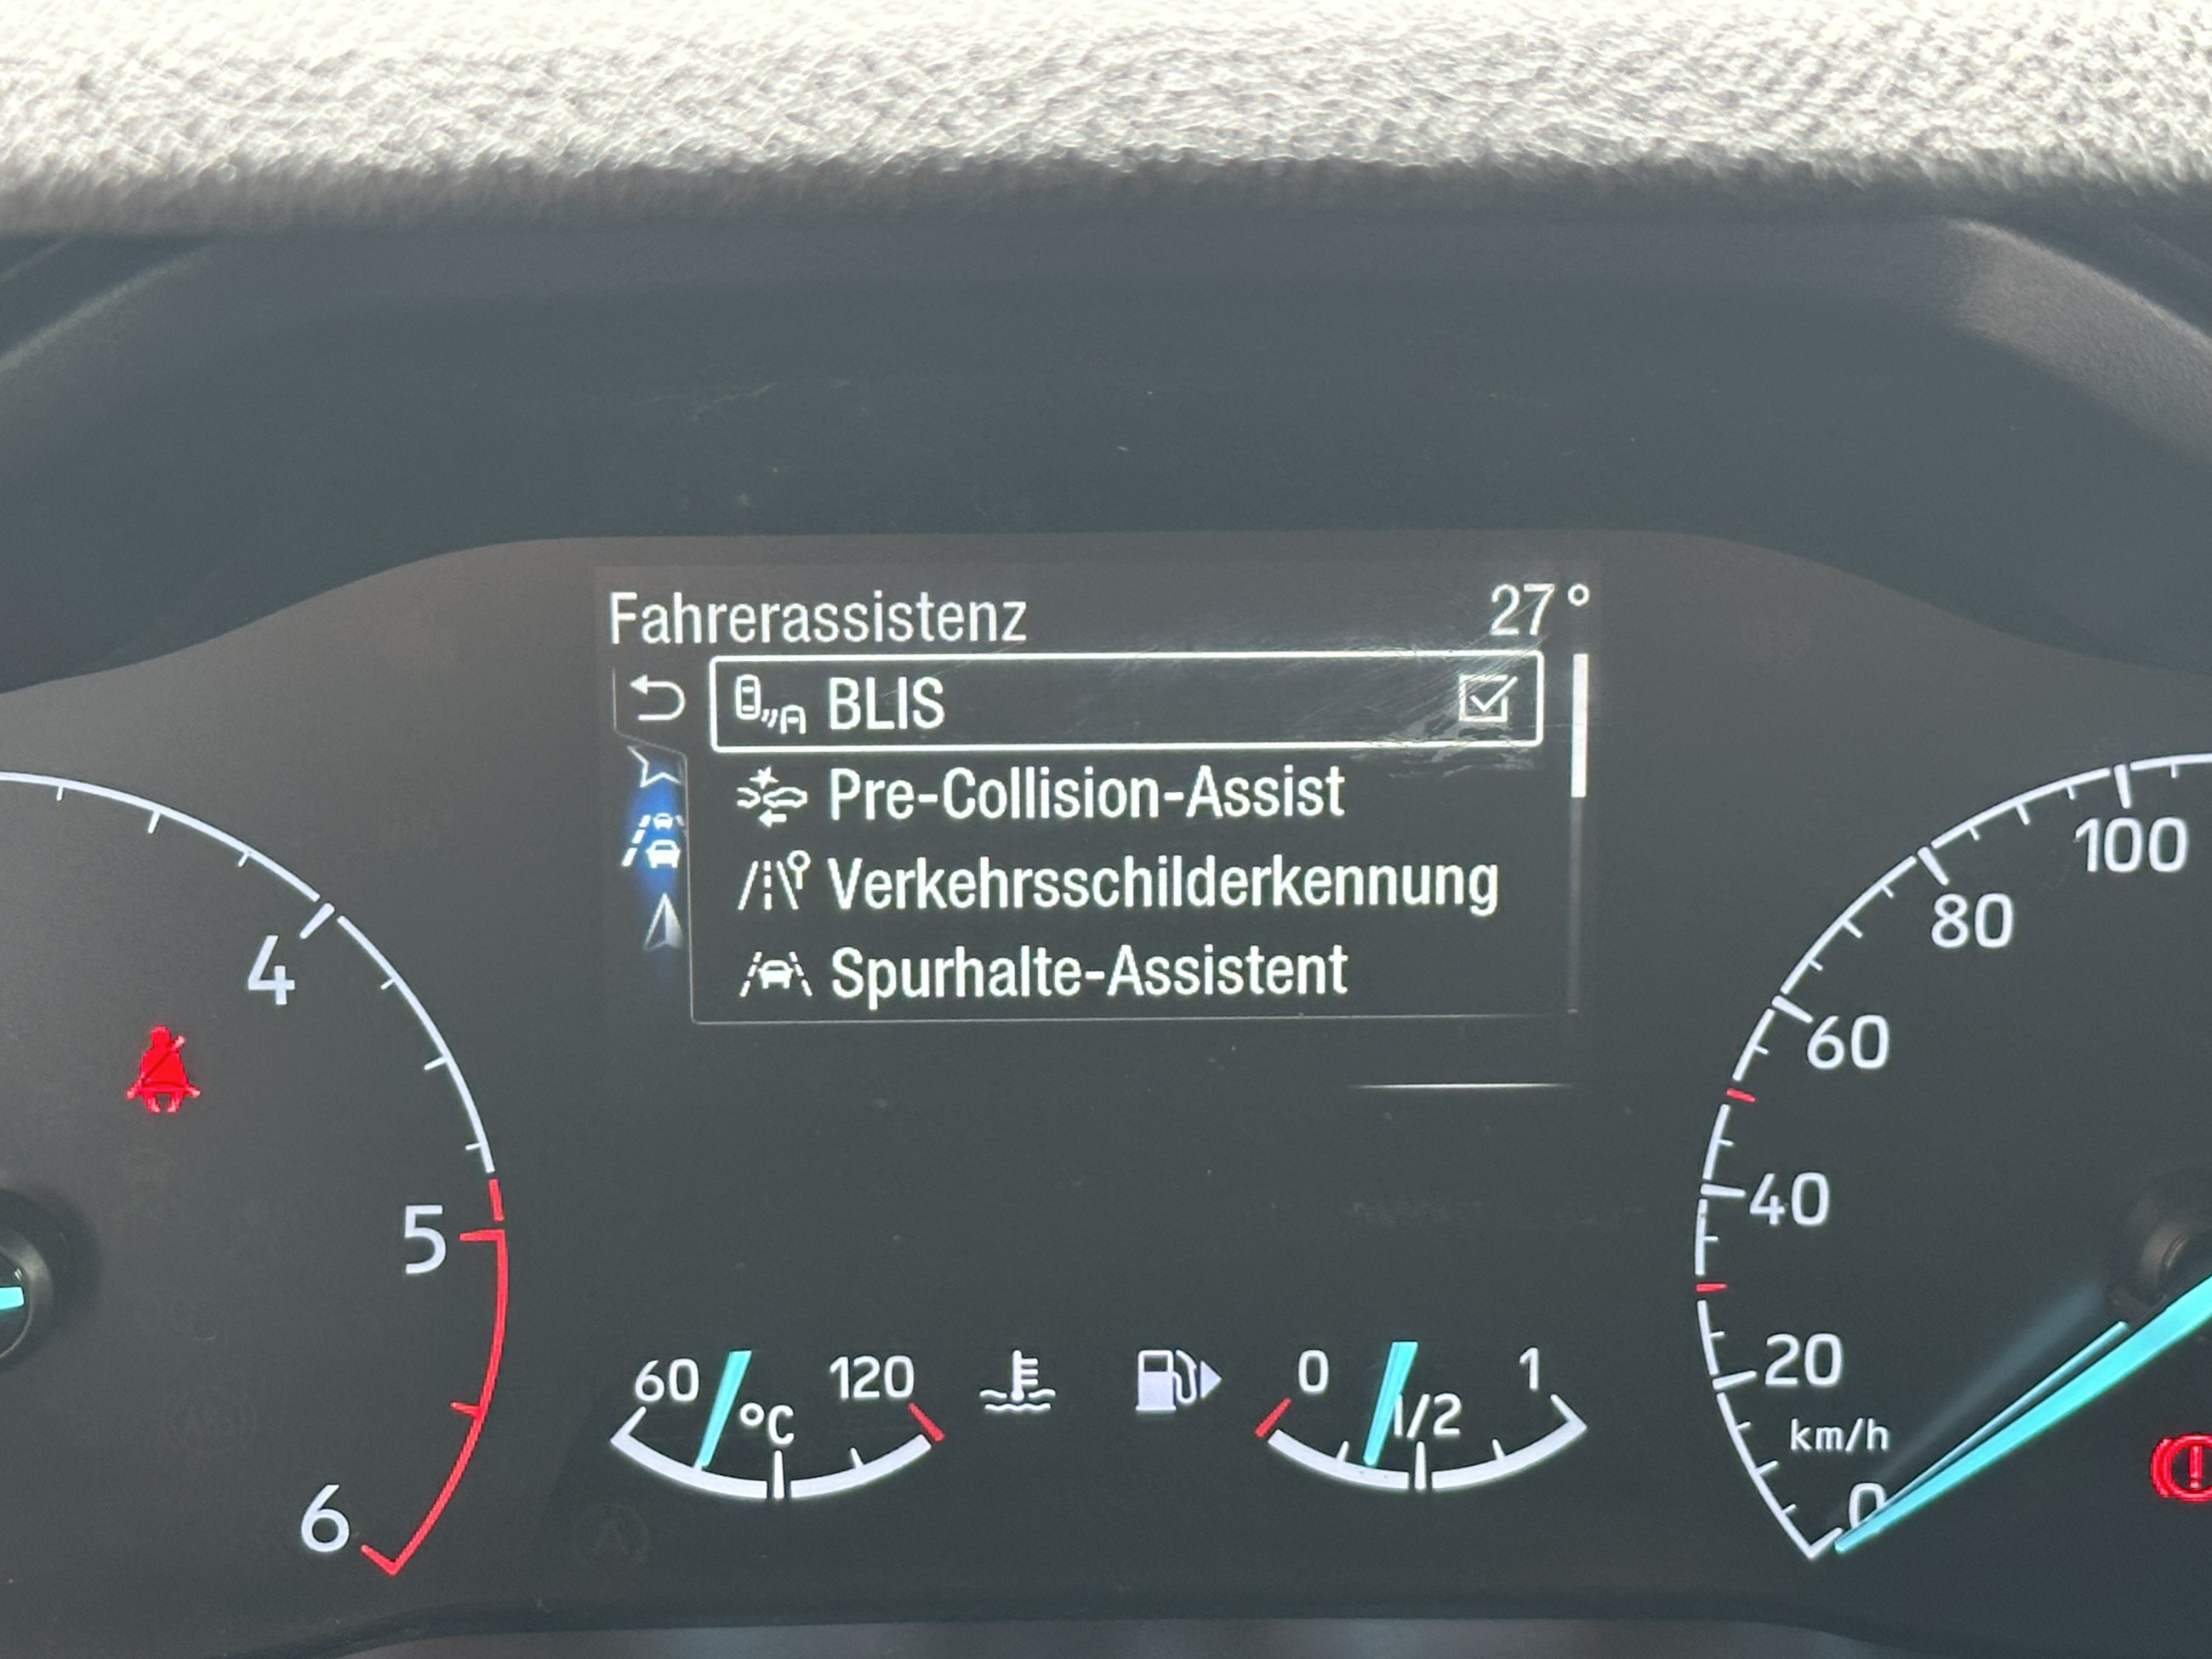 Fahrerassistenz 27°
BLIS
Pre-Collision-Assist
Verkehrsschilderkennung
Spurhalte-Assistent
4
5
6
60 °C 120
0 1/2 1
100
80
60
40
20
km/h
0